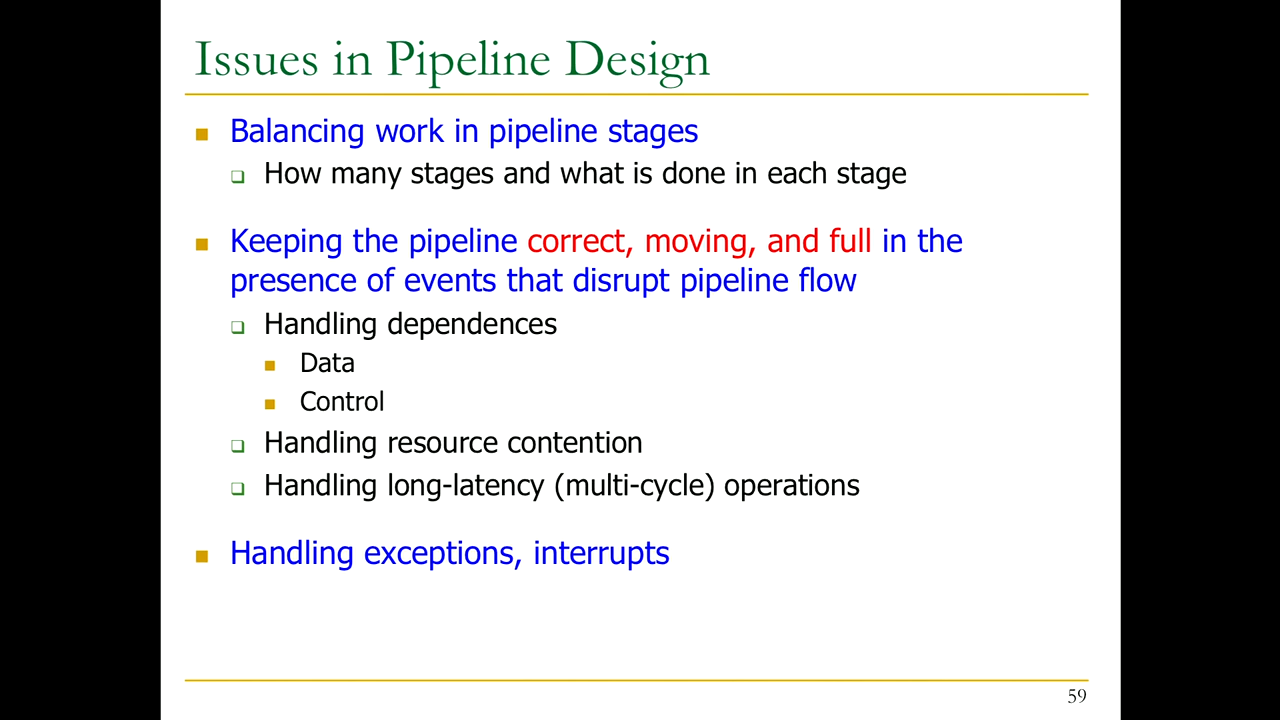 Issues in Pipeline Design
Balancing work in pipeline stages
How many stages and what is done in each stage
Keeping the pipeline correct, moving, and full in the
presence of events that disrupt pipeline flow
Handling dependences
Data
Control
Handling resource contention
Handling long-latency (multi-cycle) operations
Handling exceptions, interrupts
59